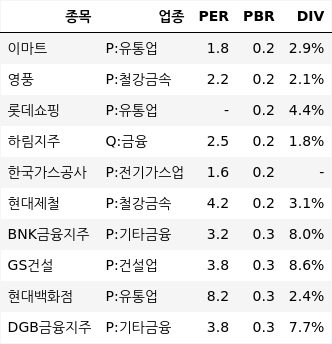 종목 업종 PER PBR DIV
이마트 P:유통업 1.8 0.2 2.9%
영풍 P:철강금속 2.2 0.2 2.1%
롯데쇼핑 P:유통업 - 0.2 4.4%
하림지주 Q:금융 2.5 0.2 1.8%
한국가스공사 P:전기가스업 1.6 0.2 -
현대제철 P:철강금속 4.2 0.2 3.1%
BNK금융지주 P:기타금융 3.2 0.3 8.0%
GS건설 P:건설업 3.8 0.3 8.6%
현대백화점 P:유통업 8.2 0.3 2.4%
DGB금융지주 P:기타금융 3.8 0.3 7.7%